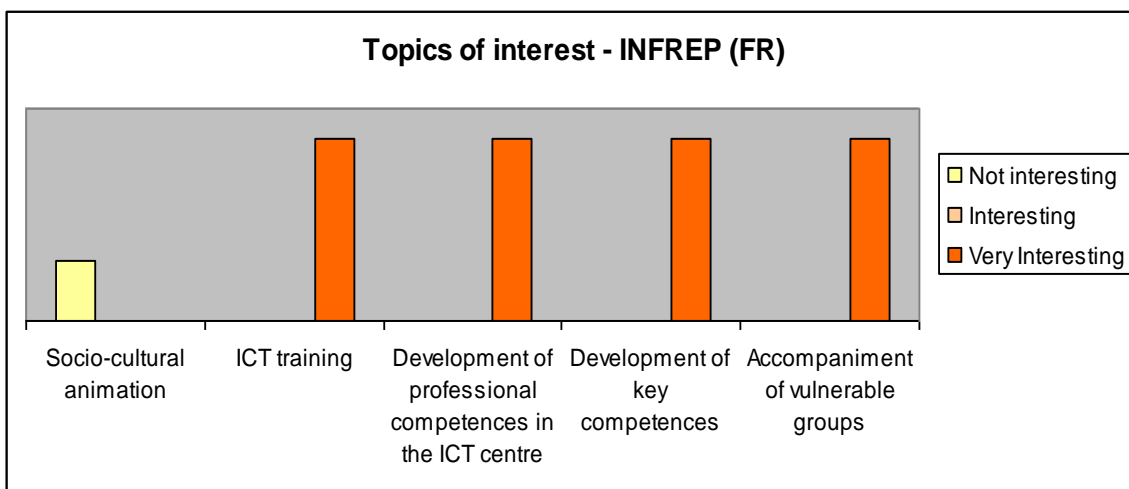 Topics of interest - INFREP (FR)
Not interesting
Interesting
Very Interesting
Socio-cultural
animation
ICT training
Development of
professional
competences in
the ICT centre
Development of
key
competences
Accompaniment
of vulnerable
groups